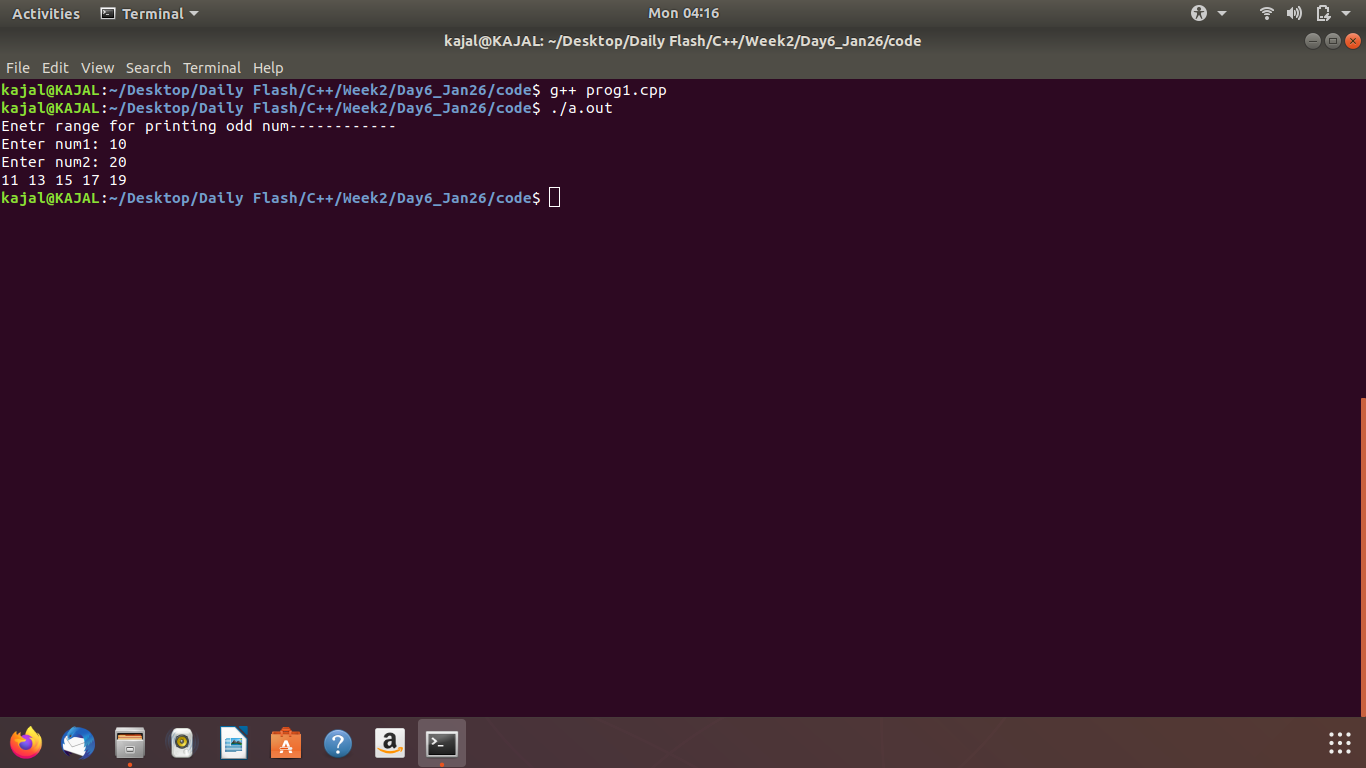 Activities Terminal Mon 04:16
kajal@KAJAL: ~/Desktop/Daily Flash/C++/Week2/Day6_Jan26/code
File Edit View Search Terminal Help
kajal@KAJAL:~/Desktop/Daily Flash/C++/Week2/Day6_Jan26/code$ g++ prog1.cpp
kajal@KAJAL:~/Desktop/Daily Flash/C++/Week2/Day6_Jan26/code$ ./a.out
Enetr range for printing odd num------------
Enter num1: 10
Enter num2: 20
11 13 15 17 19
kajal@KAJAL:~/Desktop/Daily Flash/C++/Week2/Day6_Jan26/code$